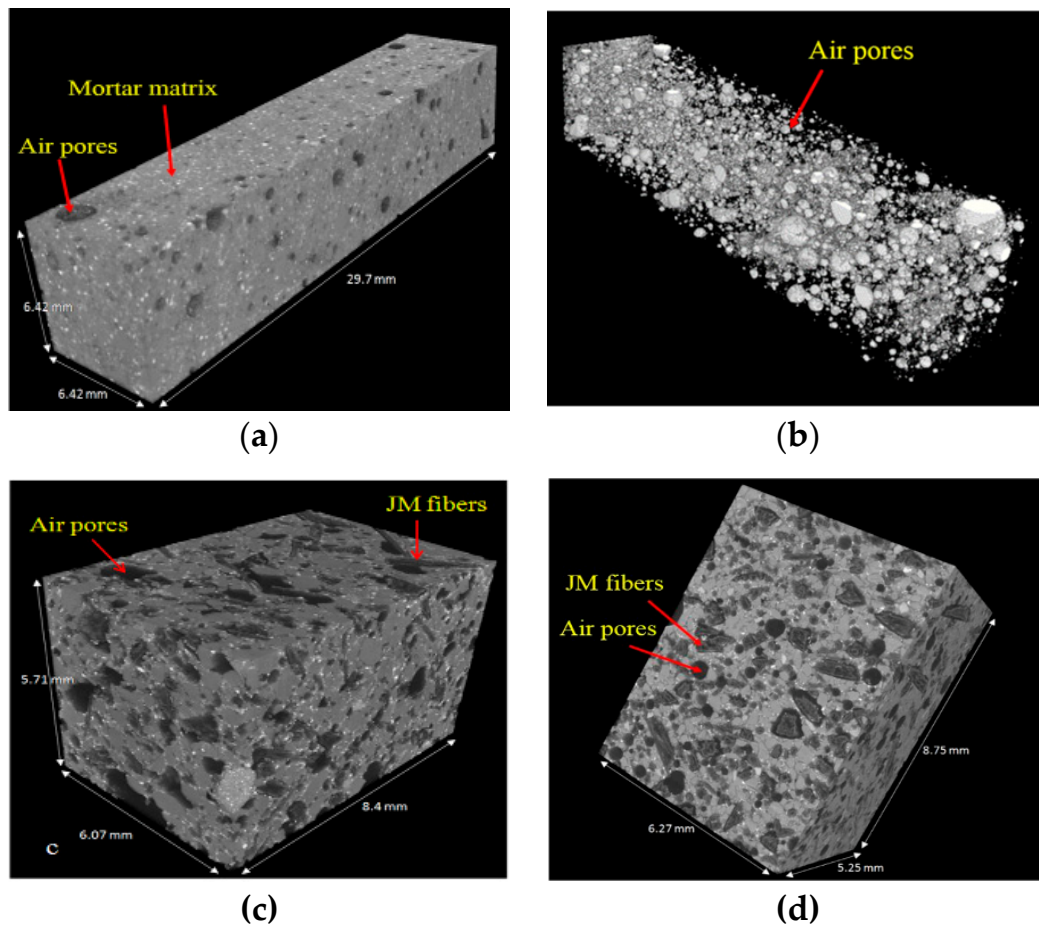 Mortar matrix
Air pores
29.7 mm
6.42 mm
6.42 mm
(a)
Air pores
(b)
JM fibers
Air pores
5.71 mm
8.4 mm
6.07 mm
c
(c)
JM fibers
Air pores
8.75 mm
6.27 mm
5.25 mm
(d)